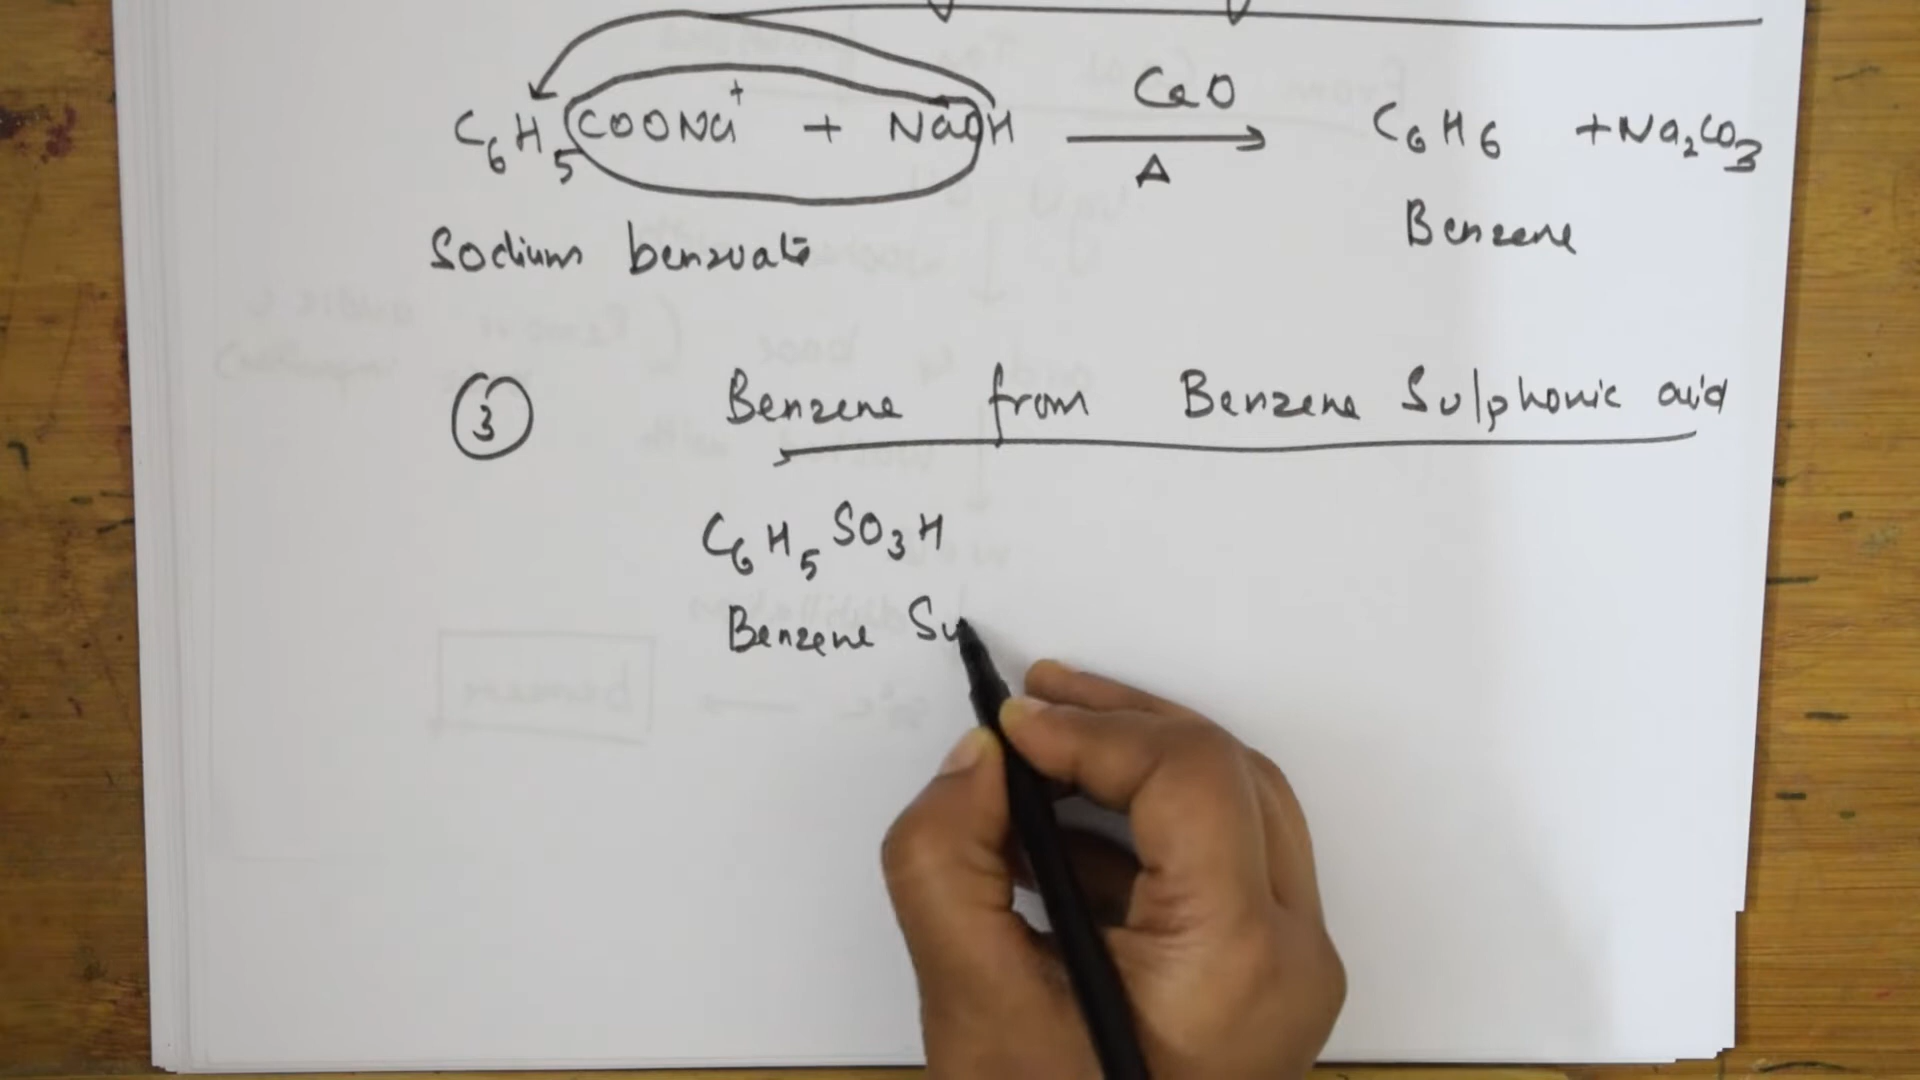 CaO
C6H5COONa+ + NaOH → C6H6 + Na2CO3
Δ
Sodium benzoate Benzene
3 Benzene from Benzene Sulphonic acid
C6H5SO3H
Benzene Su